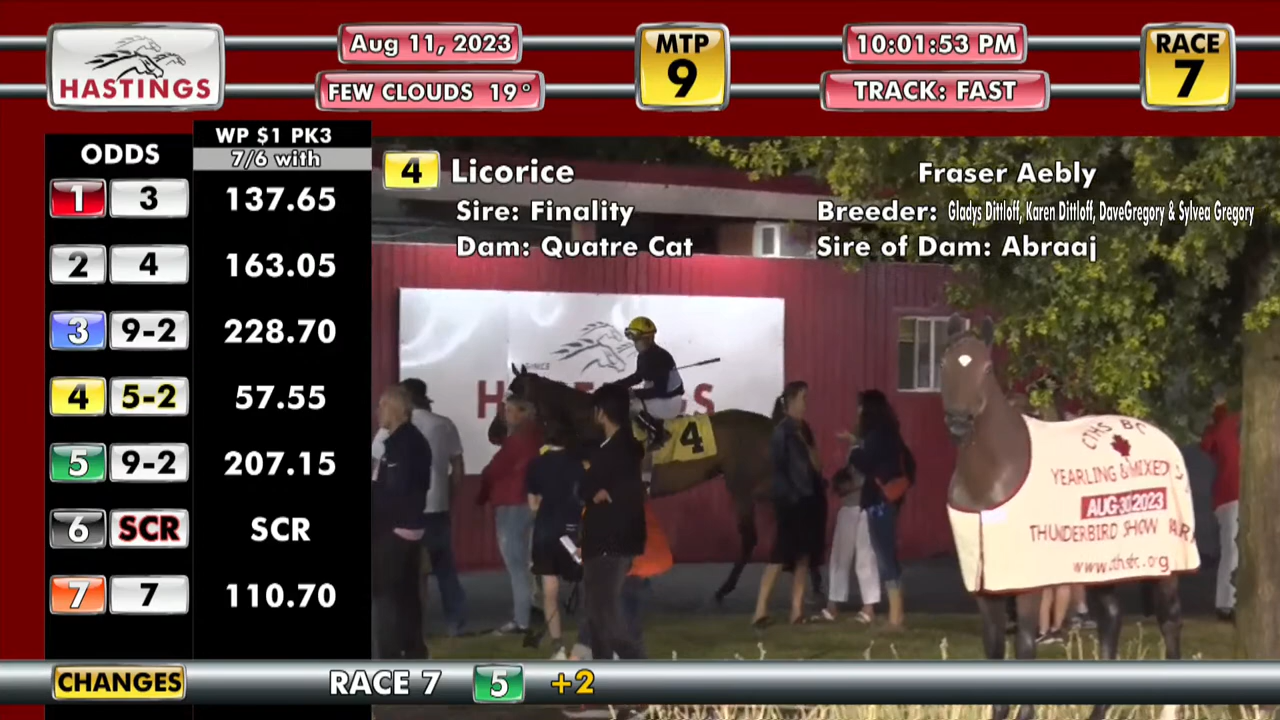 HASTINGS
Aug 11, 2023
FEW CLOUDS 19°
MTP
9
10:01:53 PM
TRACK: FAST
RACE
7
ODDS
WP $1 PK3
7/6 with
1 3 137.65
2 4 163.05
3 9-2 228.70
4 5-2 57.55
5 9-2 207.15
6 SCR SCR
7 7 110.70
4 Licorice
Fraser Aebly
Sire: Finality
Breeder: Gladys Dittloff, Karen Dittloff, DaveGregory & Sylvea Gregory
Dam: Quatre Cat
Sire of Dam: Abraaj
SINCE
4
CTHS BC
YEARLING & MIXED
AUG 30 2023
THUNDERBIRD SHOW
www.cthsbc.org
CHANGES
RACE 7 5 +2